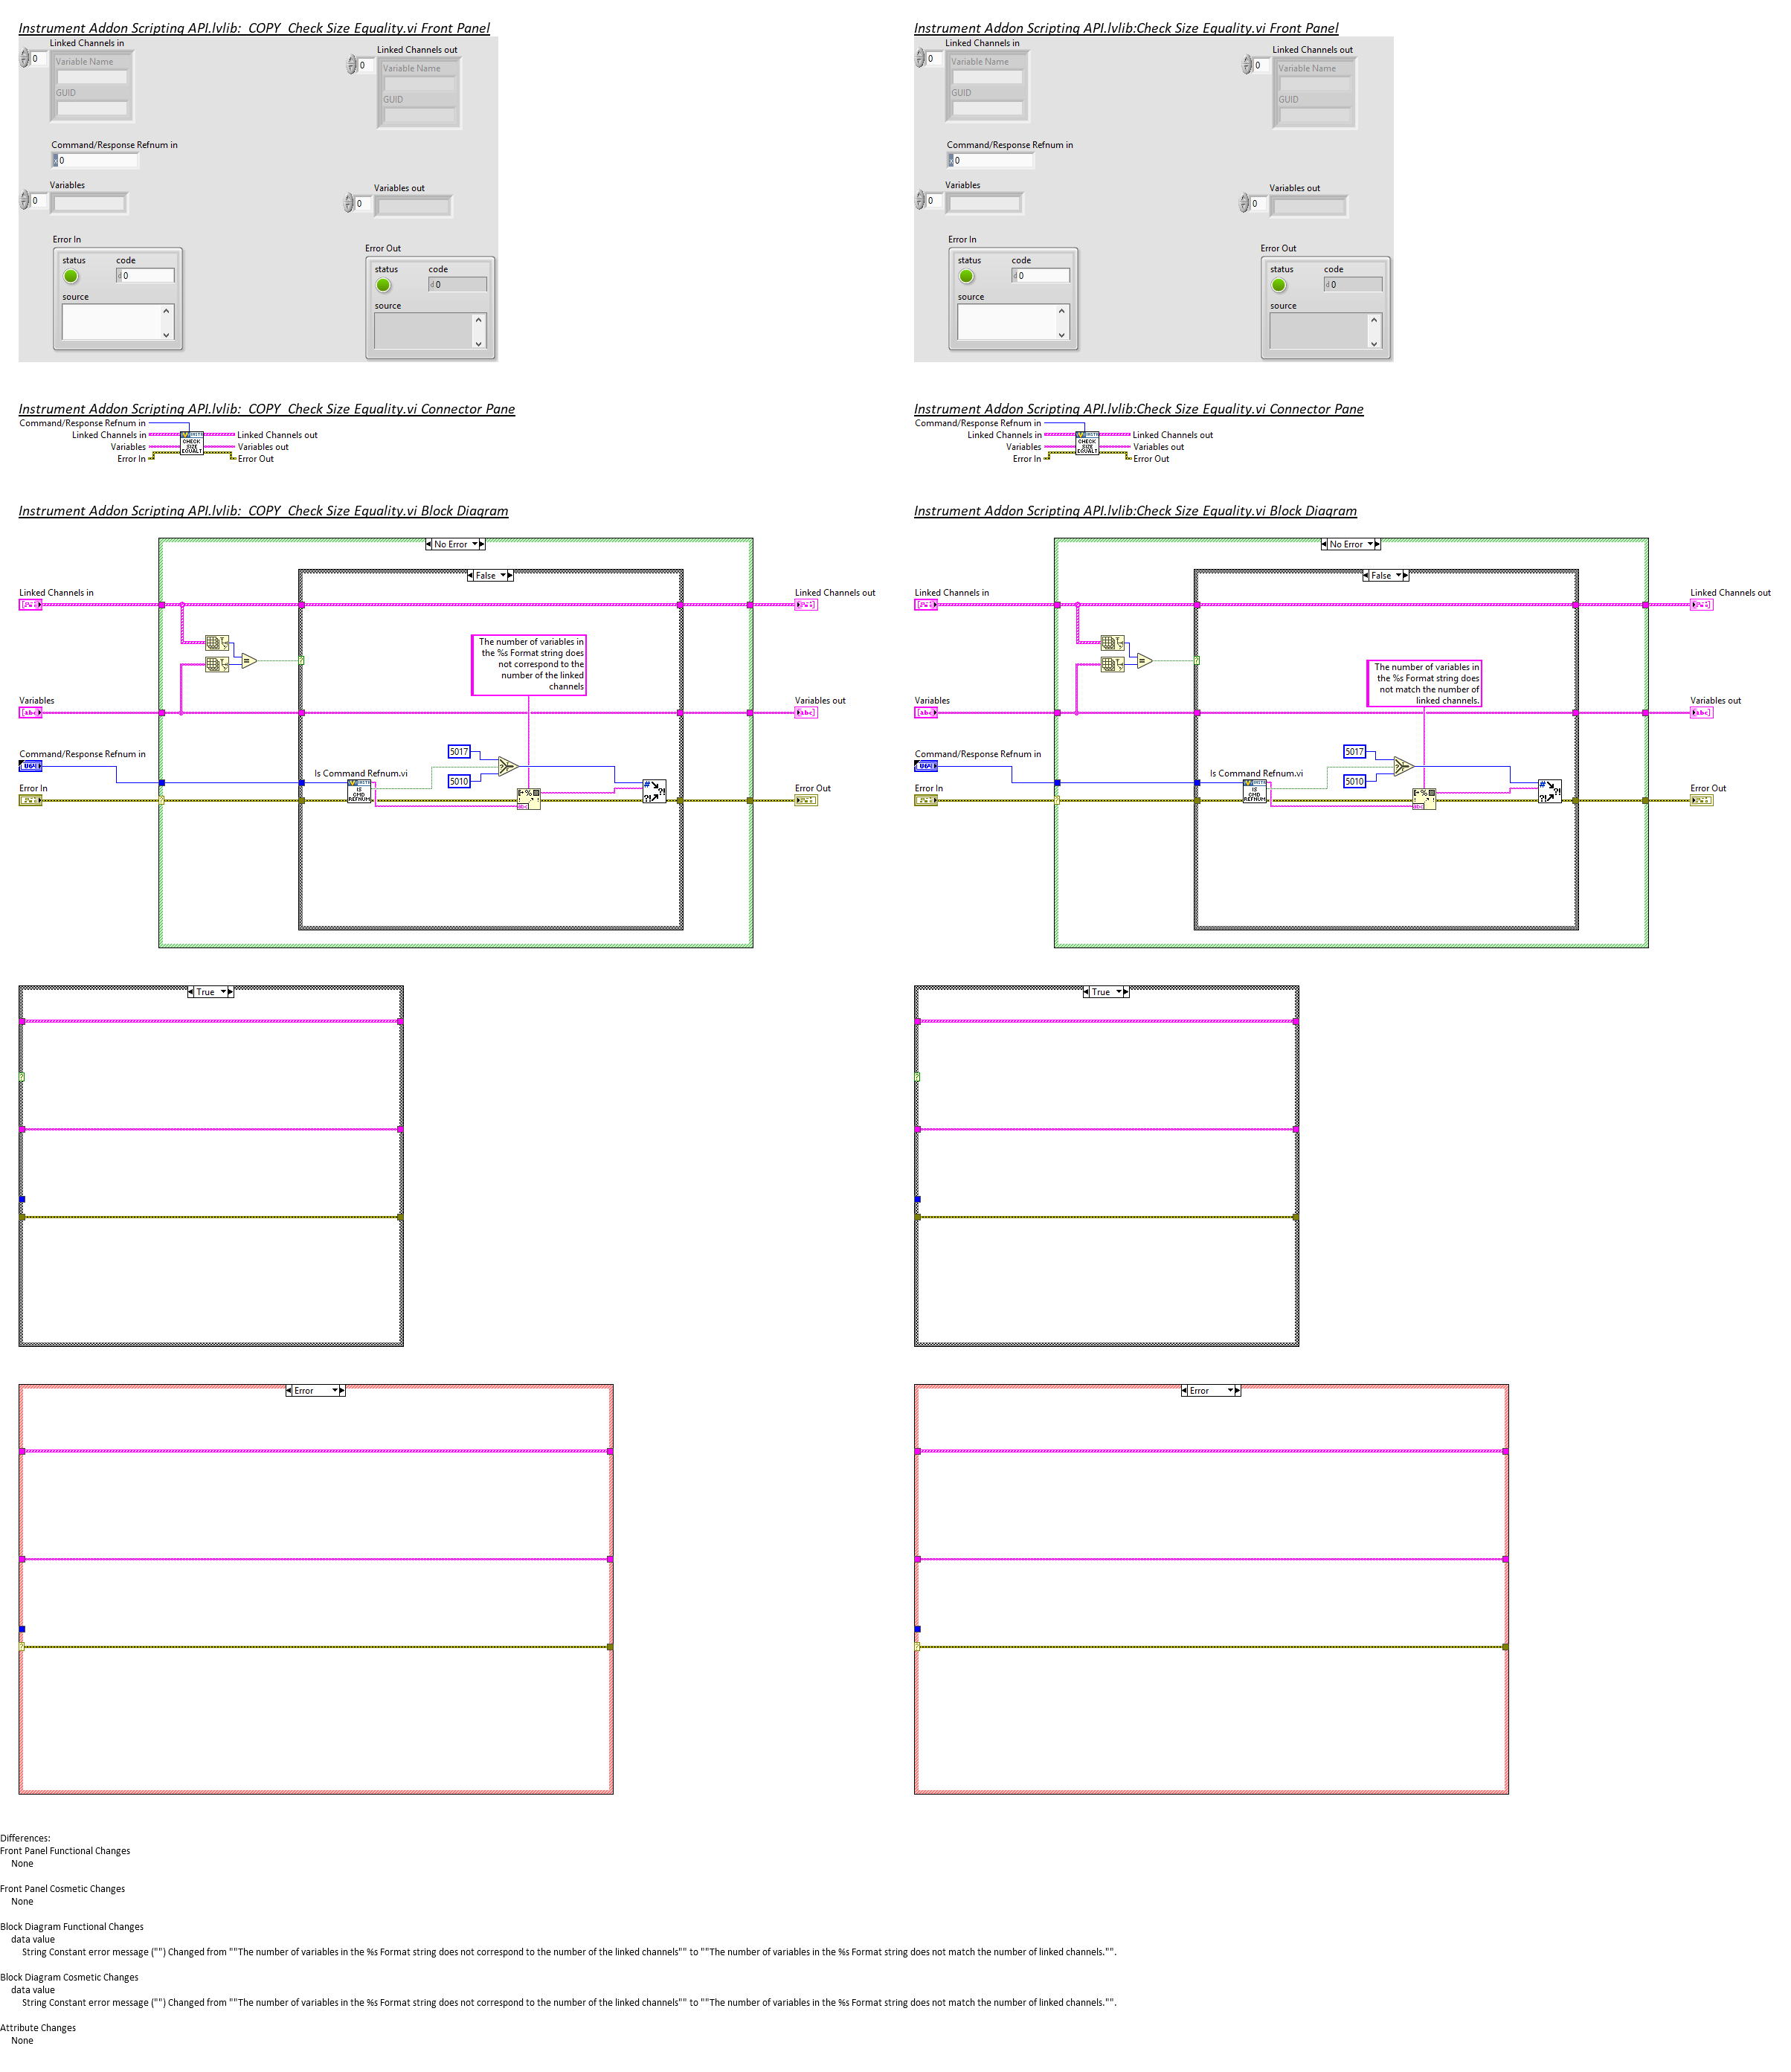 Instrument Addon Scripting API.lvlib:_COPY_Check Size Equality.vi Front Panel
Linked Channels in
0
Variable Name
GUID
Linked Channels out
0
Variable Name
GUID
Command/Response Refnum in
0
Variables
0
Variables out
0
Error In
status
code
d 0
source
Error Out
status
code
d 0
source
Instrument Addon Scripting API.lvlib:Check Size Equality.vi Front Panel
Linked Channels in
0
Variable Name
GUID
Linked Channels out
0
Variable Name
GUID
Command/Response Refnum in
0
Variables
0
Variables out
0
Error In
status
code
d 0
source
Error Out
status
code
d 0
source
Instrument Addon Scripting API.lvlib:_COPY_Check Size Equality.vi Connector Pane
Command/Response Refnum in
Linked Channels in
Variables
Error In
CHECK
SIZE
EQUALT
Linked Channels out
Variables out
Error Out
Instrument Addon Scripting API.lvlib:Check Size Equality.vi Connector Pane
Command/Response Refnum in
Linked Channels in
Variables
Error In
CHECK
SIZE
EQUALT
Linked Channels out
Variables out
Error Out
Instrument Addon Scripting API.lvlib:_COPY_Check Size Equality.vi Block Diagram
No Error
False
Linked Channels in
Linked Channels out
The number of variables in
the %s Format string does
not correspond to the
number of the linked
channels
Variables
abc
Variables out
abc
Command/Response Refnum in
5017
5010
Is Command Refnum.vi
IS
CMD
REFNUM
Error In
Error Out
Instrument Addon Scripting API.lvlib:Check Size Equality.vi Block Diagram
No Error
False
Linked Channels in
Linked Channels out
The number of variables in
the %s Format string does
not match the number of
linked channels.
Variables
abc
Variables out
abc
Command/Response Refnum in
5017
5010
Is Command Refnum.vi
IS
CMD
REFNUM
Error In
Error Out
True
True
Error
Error
Differences:
Front Panel Functional Changes
None
Front Panel Cosmetic Changes
None
Block Diagram Functional Changes
data value
String Constant error message ("") Changed from ""The number of variables in the %s Format string does not correspond to the number of the linked channels"" to ""The number of variables in the %s Format string does not match the number of linked channels."".
Block Diagram Cosmetic Changes
data value
String Constant error message ("") Changed from ""The number of variables in the %s Format string does not correspond to the number of the linked channels"" to ""The number of variables in the %s Format string does not match the number of linked channels."".
Attribute Changes
None